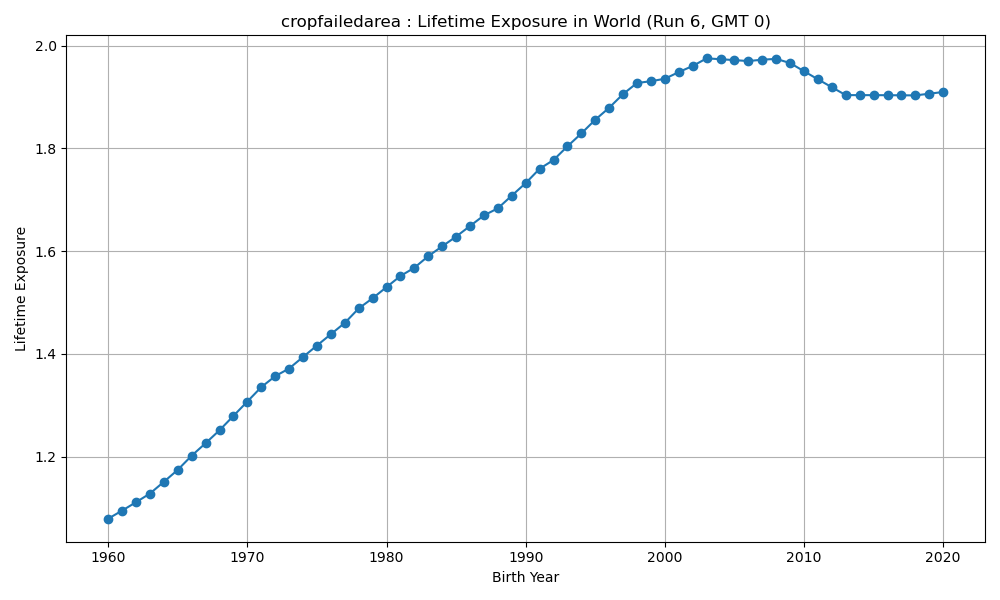 cropfailedarea : Lifetime Exposure in World (Run 6, GMT 0)
Lifetime Exposure
2.0
1.8
1.6
1.4
1.2
1960 1970 1980 1990 2000 2010 2020
Birth Year